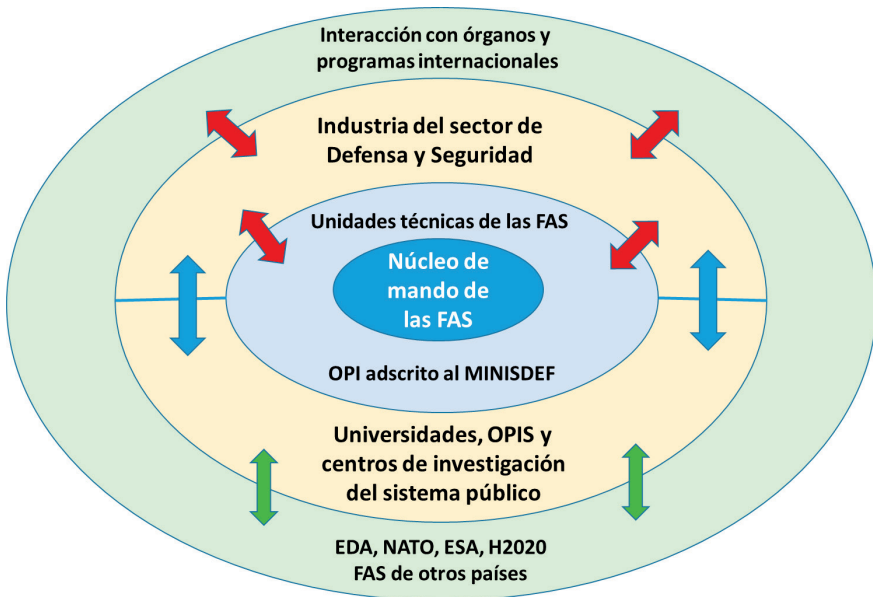 Interacción con órganos y
programas internacionales
Industria del sector de
Defensa y Seguridad
Unidades técnicas de las FAS
Núcleo de
mando de
las FAS
OPI adscrito al MINISDEF
Universidades, OPIS y
centros de investigación
del sistema público
EDA, NATO, ESA, H2020
FAS de otros países